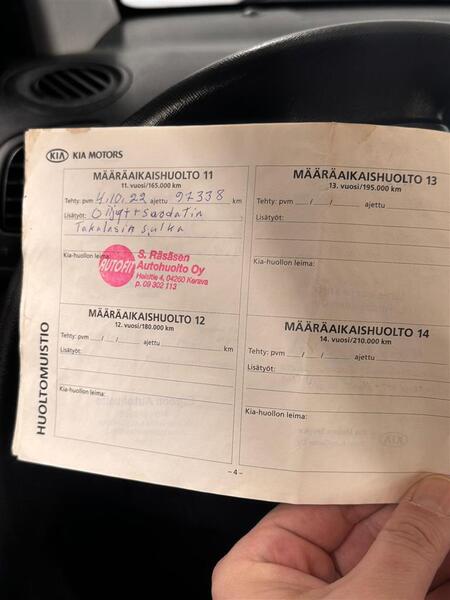 KIA KIA MOTORS
MÄÄRÄAIKAISHUOLTO 11
11. vuosi/165.000 km
Tehty: pvm 4/10/22 ajettu 97338 km
Lisätyöt: Öljyt+suodatin
Takalasin sulka
Kia-huollon leima:
AUTOFIT
S. Räsäsen
Autohuolto Oy
04260 Kerava
p. 09 302 113
MÄÄRÄAIKAISHUOLTO 12
12. vuosi/180.000 km
Tehty: pvm / / ajettu km
Lisätyöt:
Kia-huollon leima:
MÄÄRÄAIKAISHUOLTO 13
13. vuosi/195.000 km
Tehty: pvm / / ajettu
Lisätyöt:
Kia-huollon leima:
MÄÄRÄAIKAISHUOLTO 14
14. vuosi/210.000 km
Tehty: pvm / / ajettu
Lisätyöt:
Kia-huollon leima:
HUOLTOMUISTIO
-4-